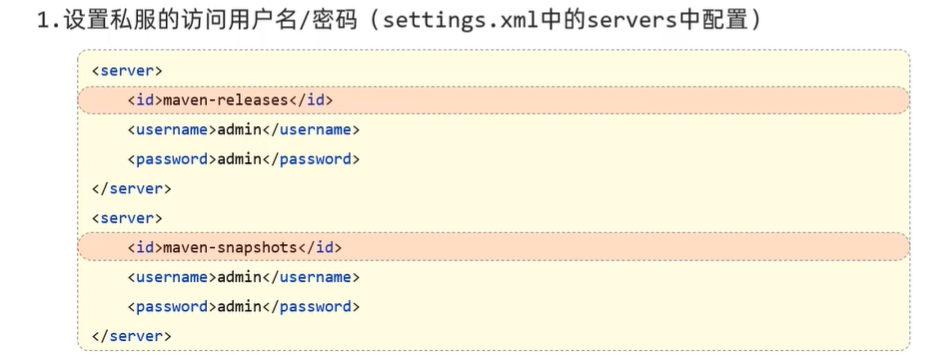 1.设置私服的访问用户名/密码（settings.xml中的servers中配置）
<server>
    <id>maven-releases</id>
    <username>admin</username>
    <password>admin</password>
</server>
<server>
    <id>maven-snapshots</id>
    <username>admin</username>
    <password>admin</password>
</server>